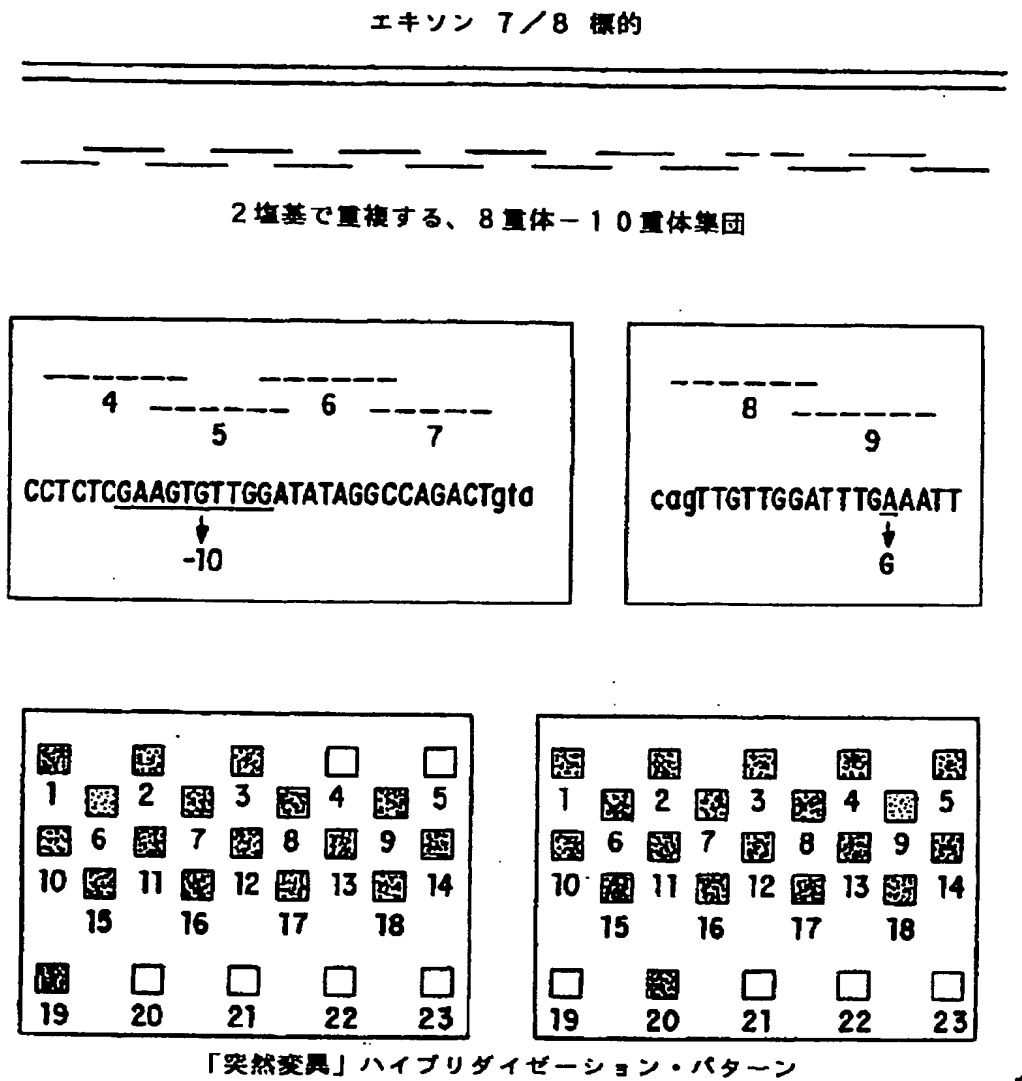 エキソン 7/8 標的
2塩基で重複する、8重体-10重体集団
4 6
5 7
CCTCTCGAAGTGTTGGATATAGGCCAGACTgta
-10
8
9
cagTTGTTGGATTTGAAATT
G
1 2 3 4 5
6 7 8 9
10 11 12 13 14
15 16 17 18
19 20 21 22 23
1 2 3 4 5
6 7 8 9
10 11 12 13 14
15 16 17 18
19 20 21 22 23
「突然変異」ハイブリダイゼーション・パターン